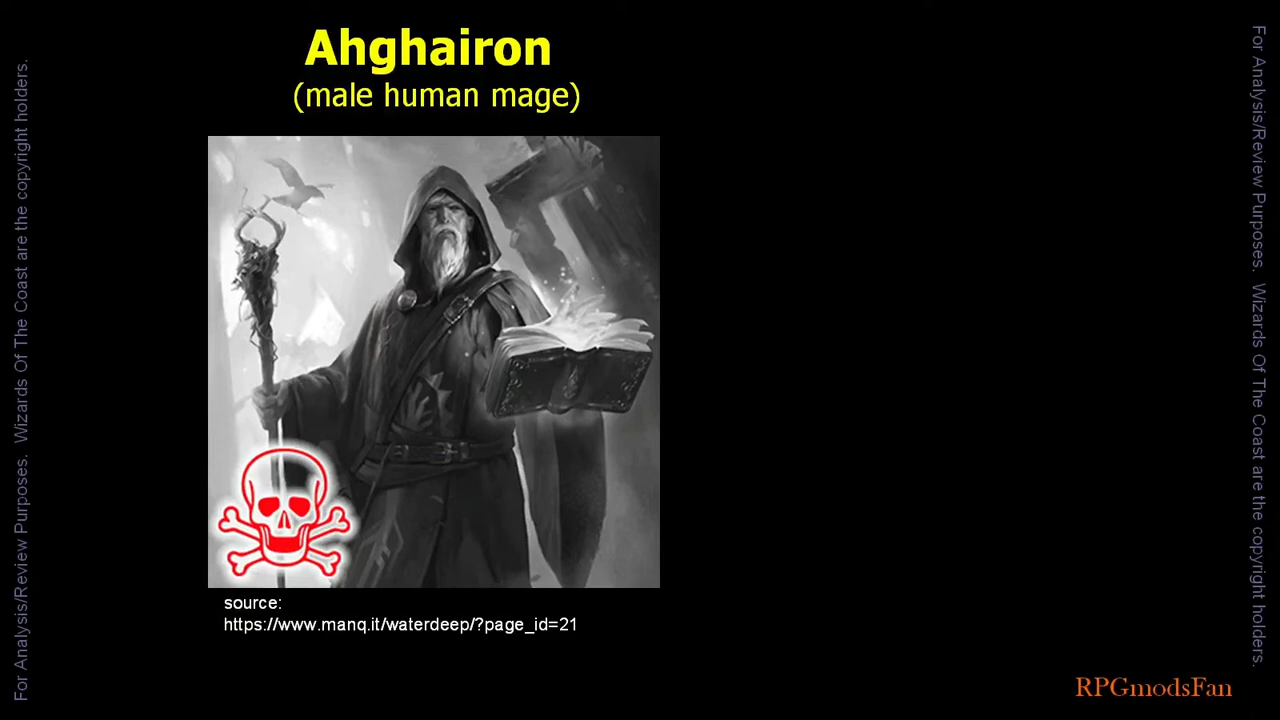 Ahghairon
(male human mage)
source:
https://www.manq.it/waterdeep/?page_id=21
RPGmodsFan
For Analysis/Review Purposes. Wizards Of The Coast are the copyright holders.
For Analysis/Review Purposes. Wizards Of The Coast are the copyright holders.